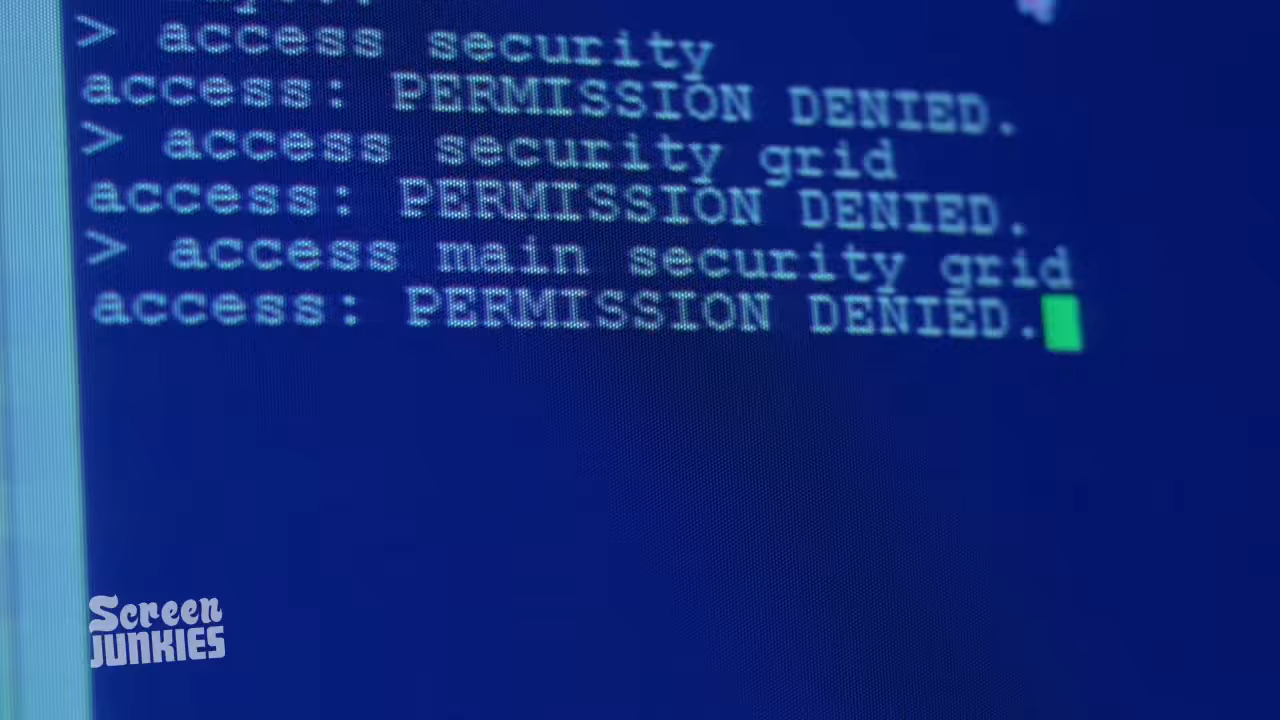 > access security
access: PERMISSION DENIED.
> access security grid
access: PERMISSION DENIED.
> access main security grid
access: PERMISSION DENIED.
Screen
JUNKIES